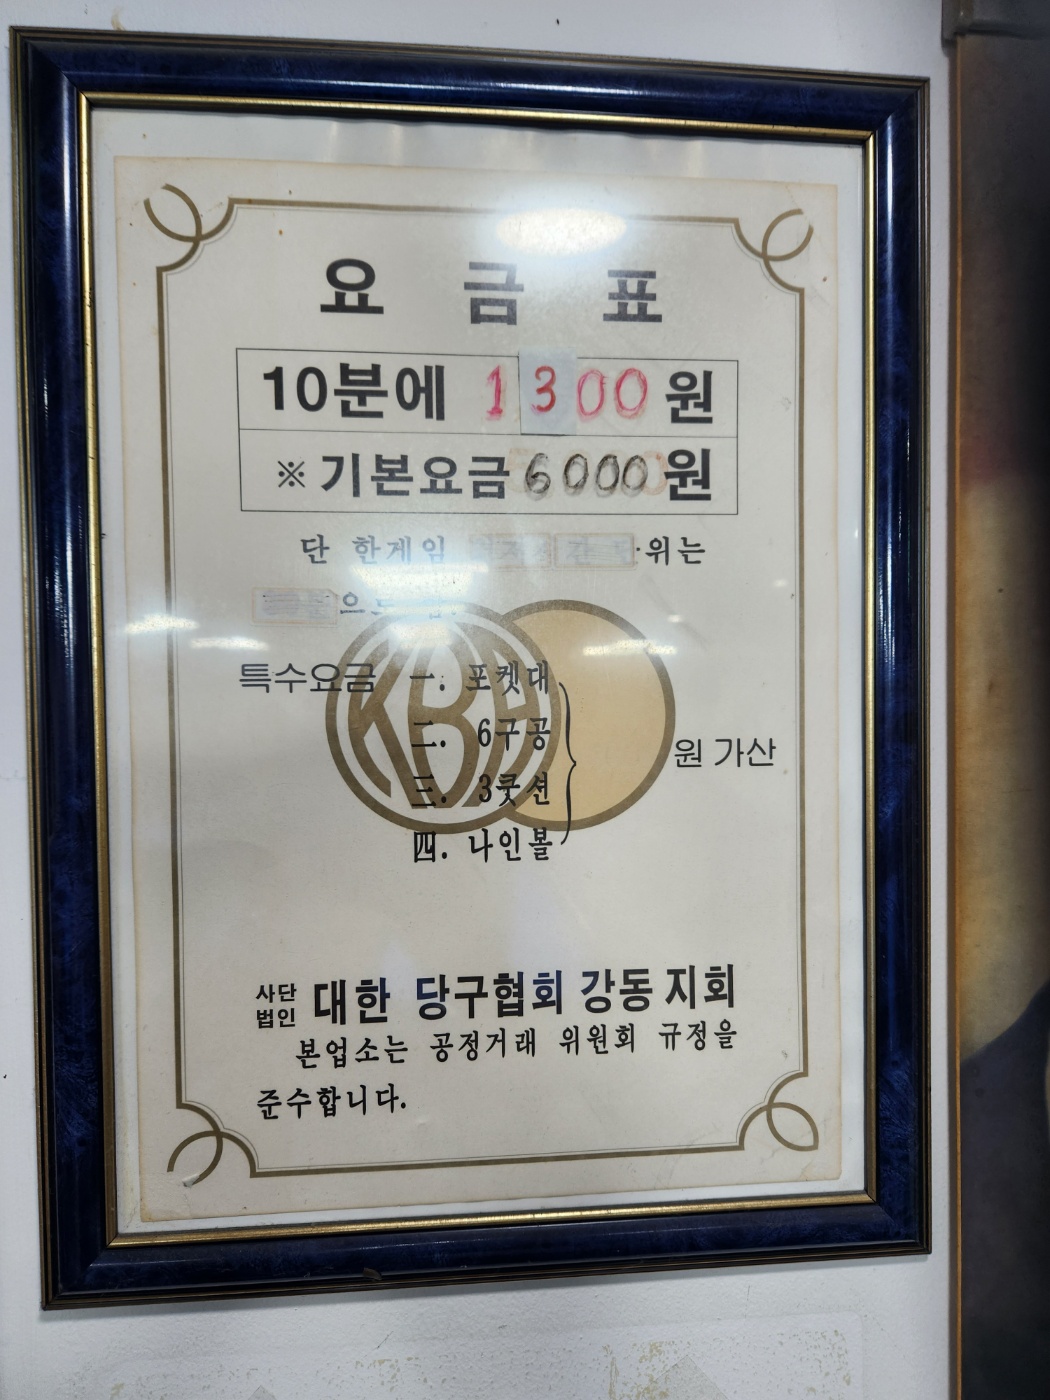 요 금 표
10분에 1300원
※ 기본요금 6000원
단 한게임 위는
으로
특수요금 一. 포켓대
二. 6구공
三. 3쿳션
四. 나인볼
원 가산
KBA
사단
법인 대한 당구협회 강동 지회
본업소는 공정거래 위원회 규정을
준수합니다.